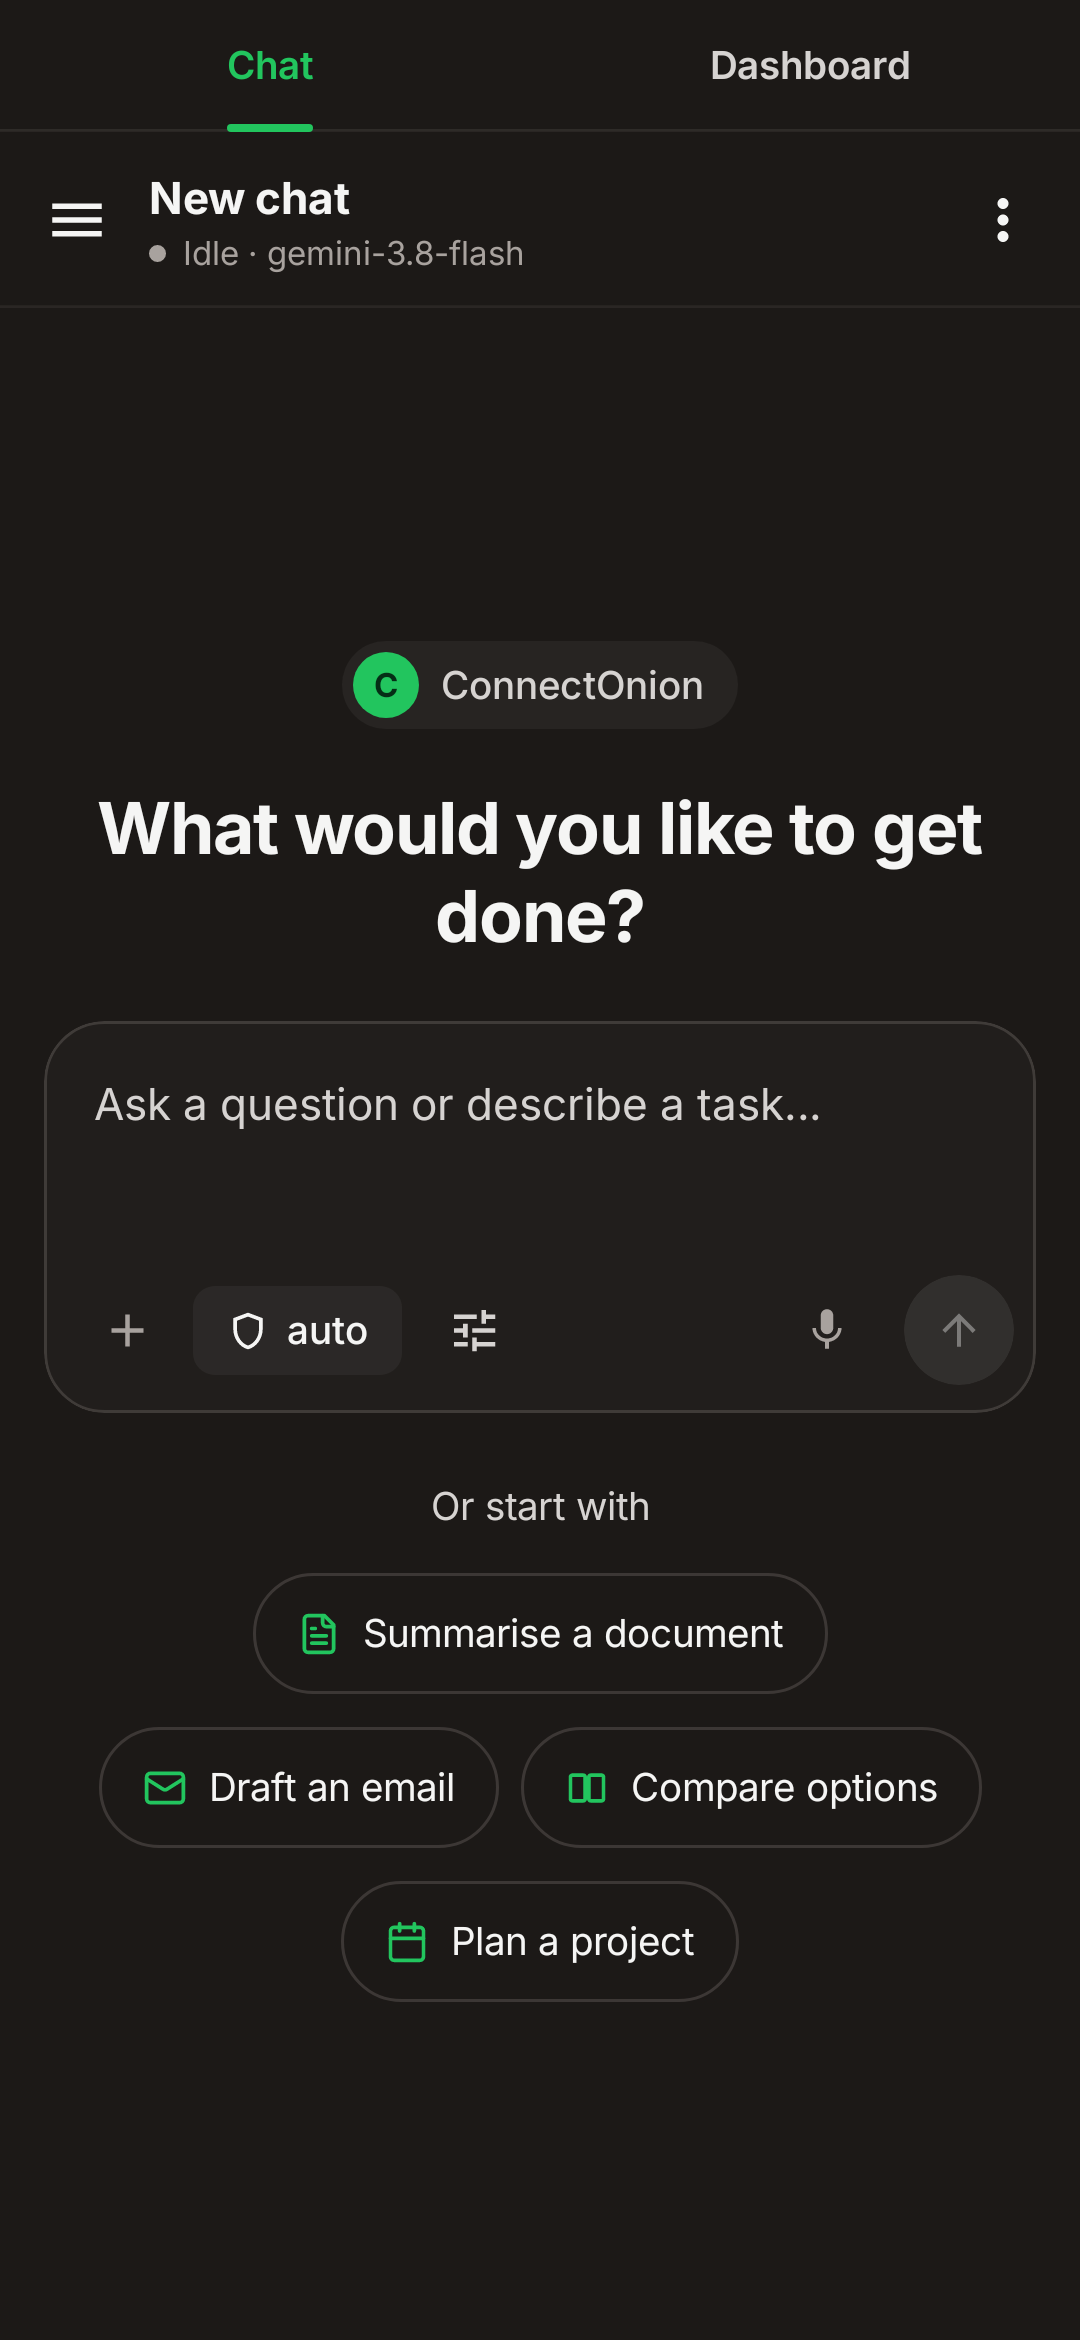 Chat
Dashboard
New chat
Idle · gemini-3.8-flash
C
ConnectOnion
What would you like to get
done?
Ask a question or describe a task...
auto
Or start with
Summarise a document
Draft an email
Compare options
Plan a project